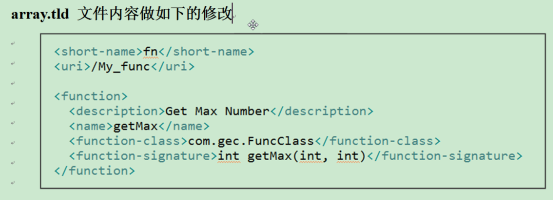 array.tld 文件内容做如下的修改
<short-name>fn</short-name>
<uri>/My_func</uri>
<function>
<description>Get Max Number</description>
<name>getMax</name>
<function-class>com.gec.FuncClass</function-class>
<function-signature>int getMax(int, int)</function-signature>
</function>